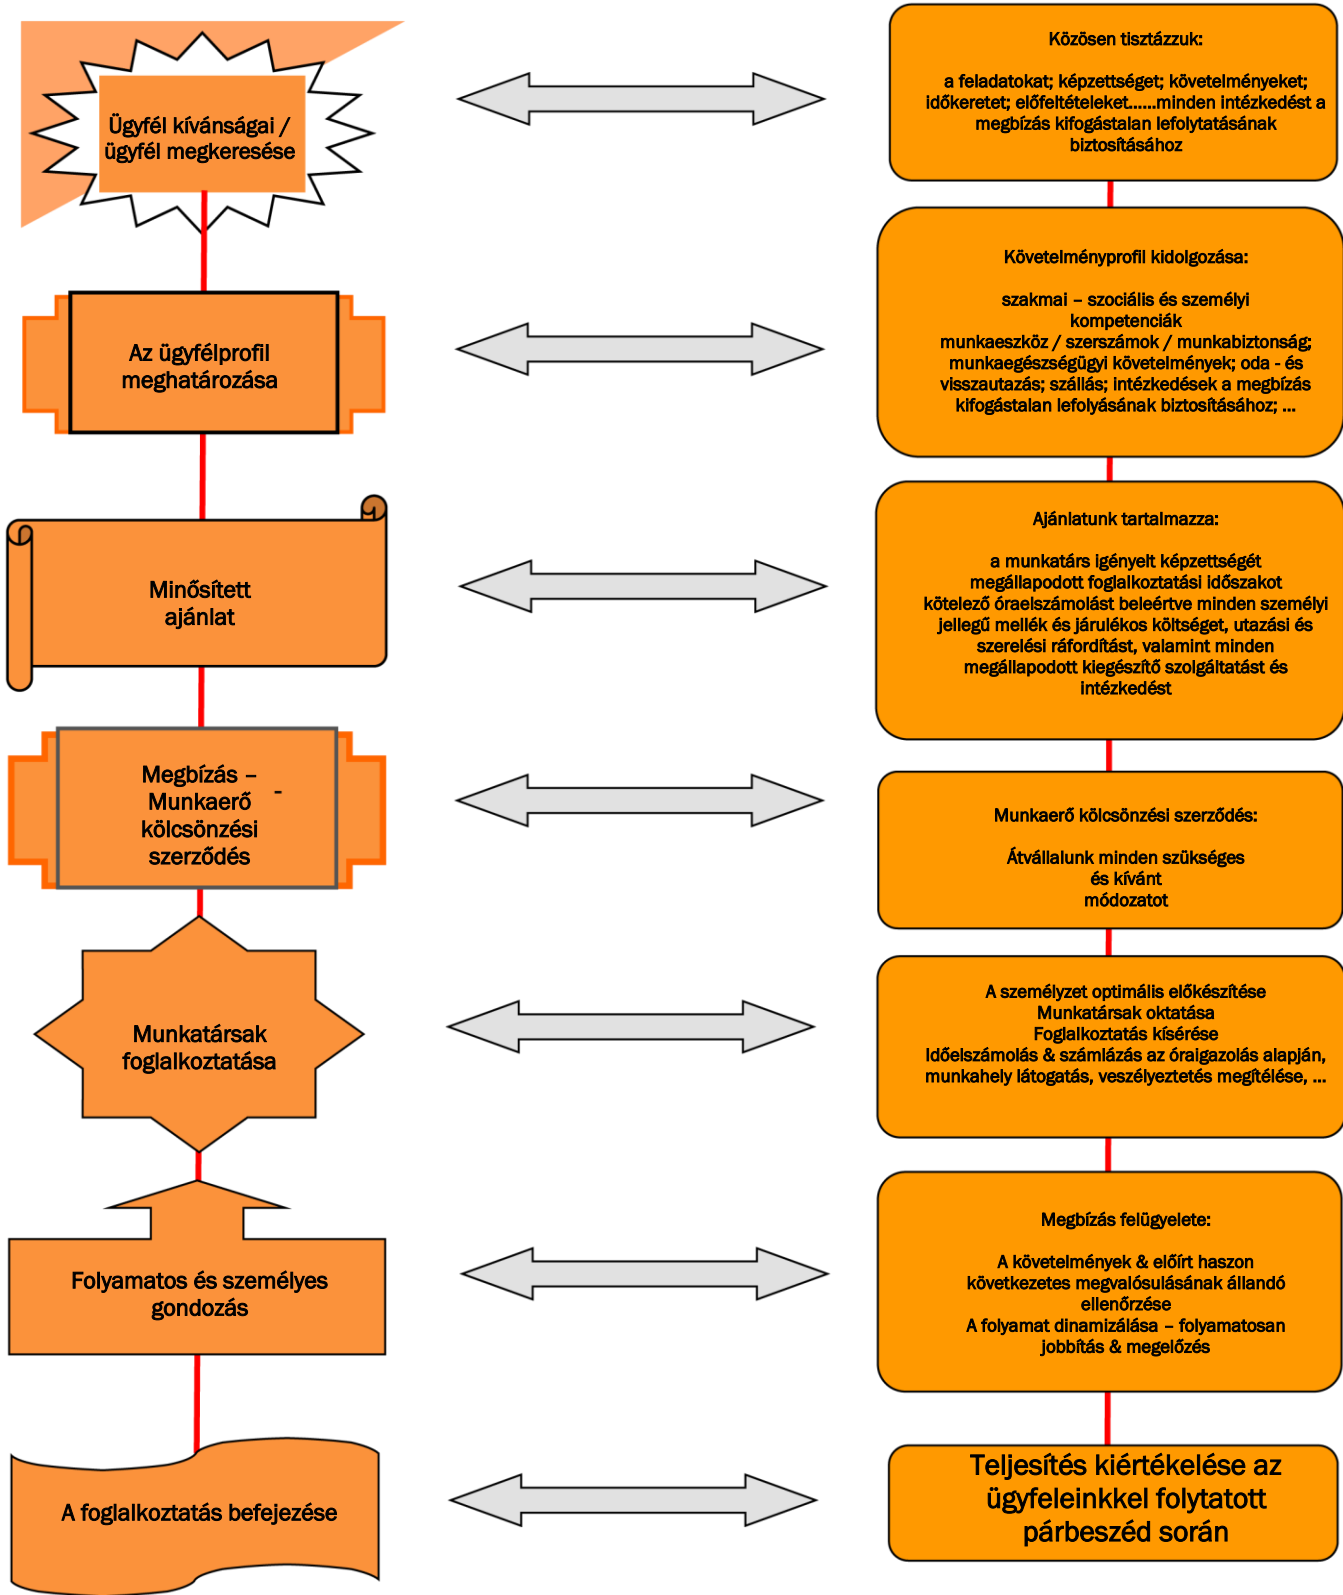 Ügyfél kívánságai /
ügyfél megkeresése
Közösen tisztázzuk:
a feladatokat; képzettséget; követelményeket;
időkeretet; előfeltételeket......minden intézkedést a
megbízás kifogástalan lefolytatásának
biztosításához
Az ügyfélprofil
meghatározása
Követelményprofil kidolgozása:
szakmai – szociális és személyi
kompetenciák
munkaeszköz / szerszámok / munkabiztonság;
munkaegészségügyi követelmények; oda - és
visszautazás; szállás; intézkedések a megbízás
kifogástalan lefolyásának biztosításához; ...
Minősített
ajánlat
Ajánlatunk tartalmazza:
a munkatárs igényelt képzettségét
megállapodott foglalkoztatási időszakot
kötelező óraelszámolást beleértve minden személyi
jellegű mellék és járulékos költséget, utazási és
szerelési ráfordítást, valamint minden
megállapodott kiegészítő szolgáltatást és
intézkedést
Megbízás –
Munkaerő -
kölcsönzési
szerződés
Munkaerő kölcsönzési szerződés:
Átvállalunk minden szükséges
és kívánt
módozatot
Munkatársak
foglalkoztatása
A személyzet optimális előkészítése
Munkatársak oktatása
Foglalkoztatás kísérése
Időelszámolás & számlázás az óraigazolás alapján,
munkahely látogatás, veszélyeztetés megítélése, ...
Folyamatos és személyes
gondozás
Megbízás felügyelete:
A követelmények & előírt haszon
következetes megvalósulásának állandó
ellenőrzése
A folyamat dinamizálása – folyamatosan
jobbítás & megelőzés
A foglalkoztatás befejezése
Teljesítés kiértékelése az
ügyfeleinkkel folytatott
párbeszéd során